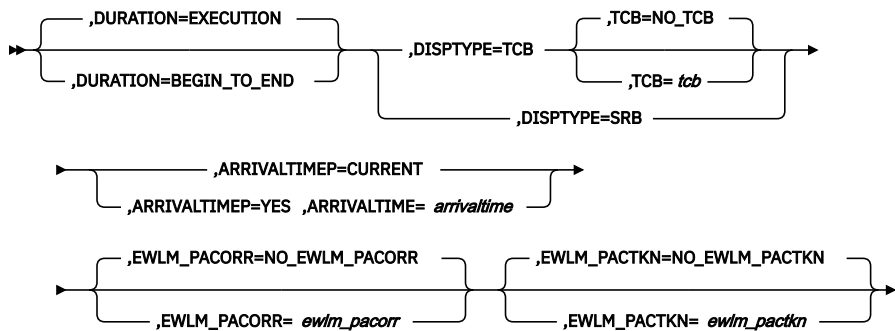 ,DURATION=EXECUTION
,DURATION=BEGIN_TO_END
,DISPTYPE=TCB
,TCB=NO_TCB
,TCB= tcb
,DISPTYPE=SRB
,ARRIVALTIMEP=CURRENT
,ARRIVALTIMEP=YES ,ARRIVALTIME= arrivaltime
,EWLM_PACORR=NO_EWLM_PACORR
,EWLM_PACORR= ewlm_pacorr
,EWLM_PACTKN=NO_EWLM_PACTKN
,EWLM_PACTKN= ewlm_pactkn